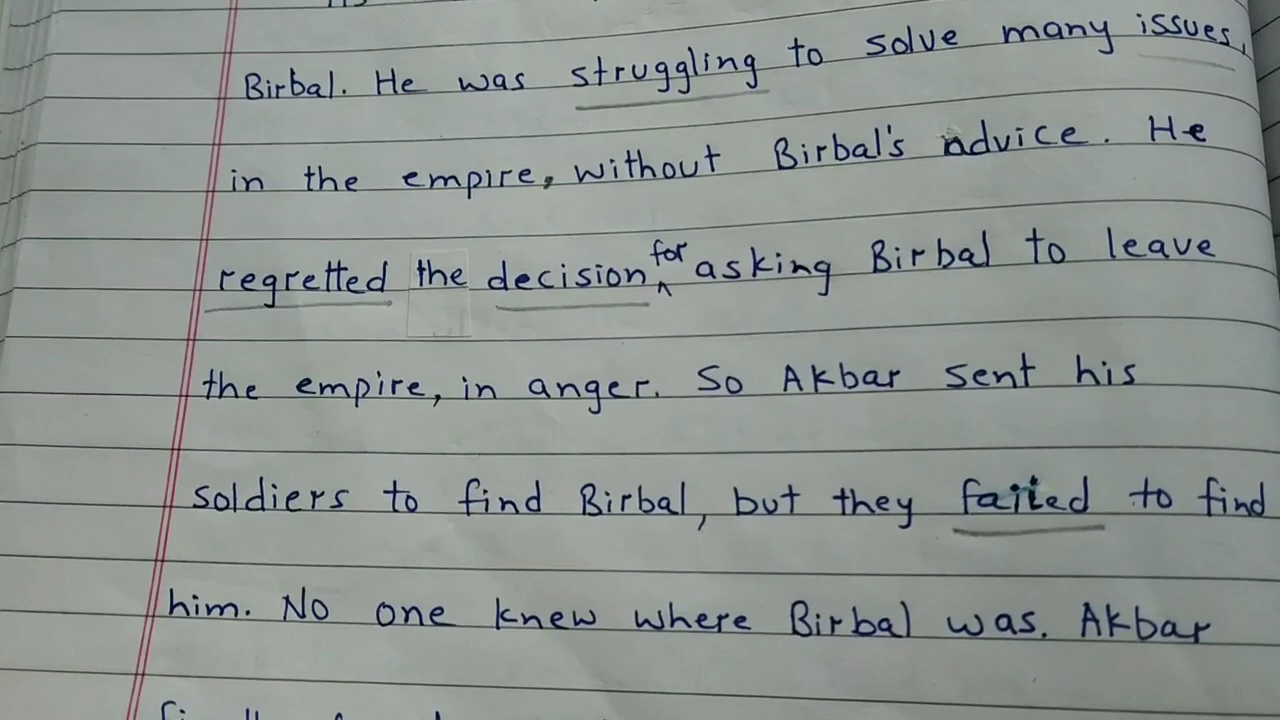 Birbal. He was struggling to solve many issues,
in the empire, without Birbal's advice. He
regretted the decision for asking Birbal to leave
the empire, in anger. So Akbar sent his
soldiers to find Birbal, but they failed to find
him. No one knew where Birbal was. Akbar